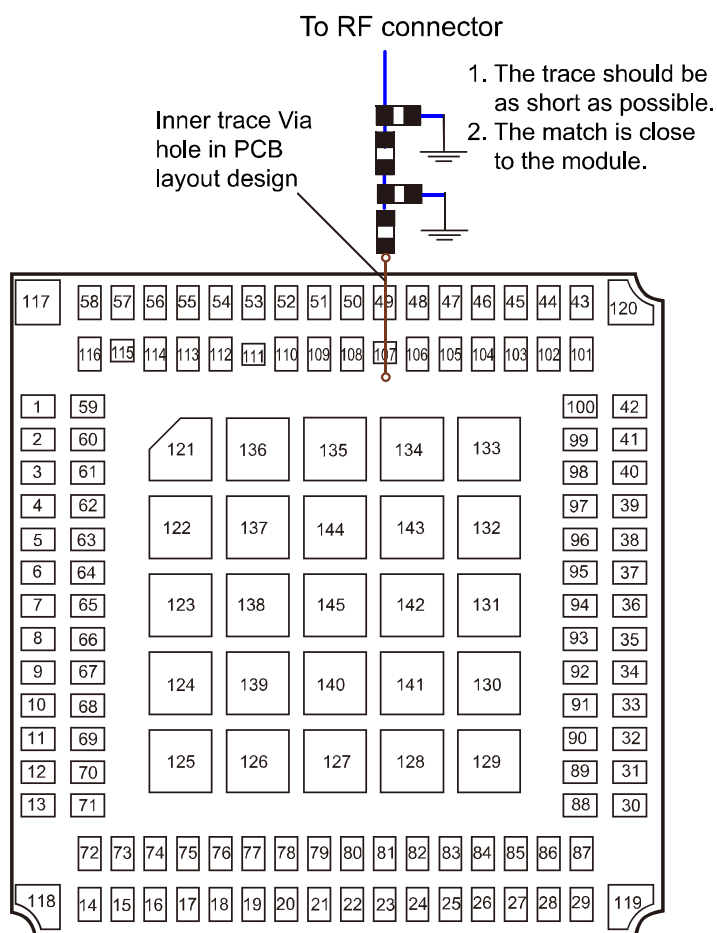 To RF connector
1. The trace should be
as short as possible.
2. The match is close
to the module.
Inner trace Via
hole in PCB
layout design
117 58 57 56 55 54 53 52 51 50 49 48 47 46 45 44 43 120
116 115 114 113 112 111 110 109 108 107 106 105 104 103 102 101
1 59 100 42
2 60 99 41
3 61 98 40
4 62 97 39
5 63 96 38
6 64 95 37
7 65 94 36
8 66 93 35
9 67 92 34
10 68 91 33
11 69 90 32
12 70 89 31
13 71 88 30
121 136 135 134 133
122 137 144 143 132
123 138 145 142 131
124 139 140 141 130
125 126 127 128 129
72 73 74 75 76 77 78 79 80 81 82 83 84 85 86 87
118 14 15 16 17 18 19 20 21 22 23 24 25 26 27 28 29 119